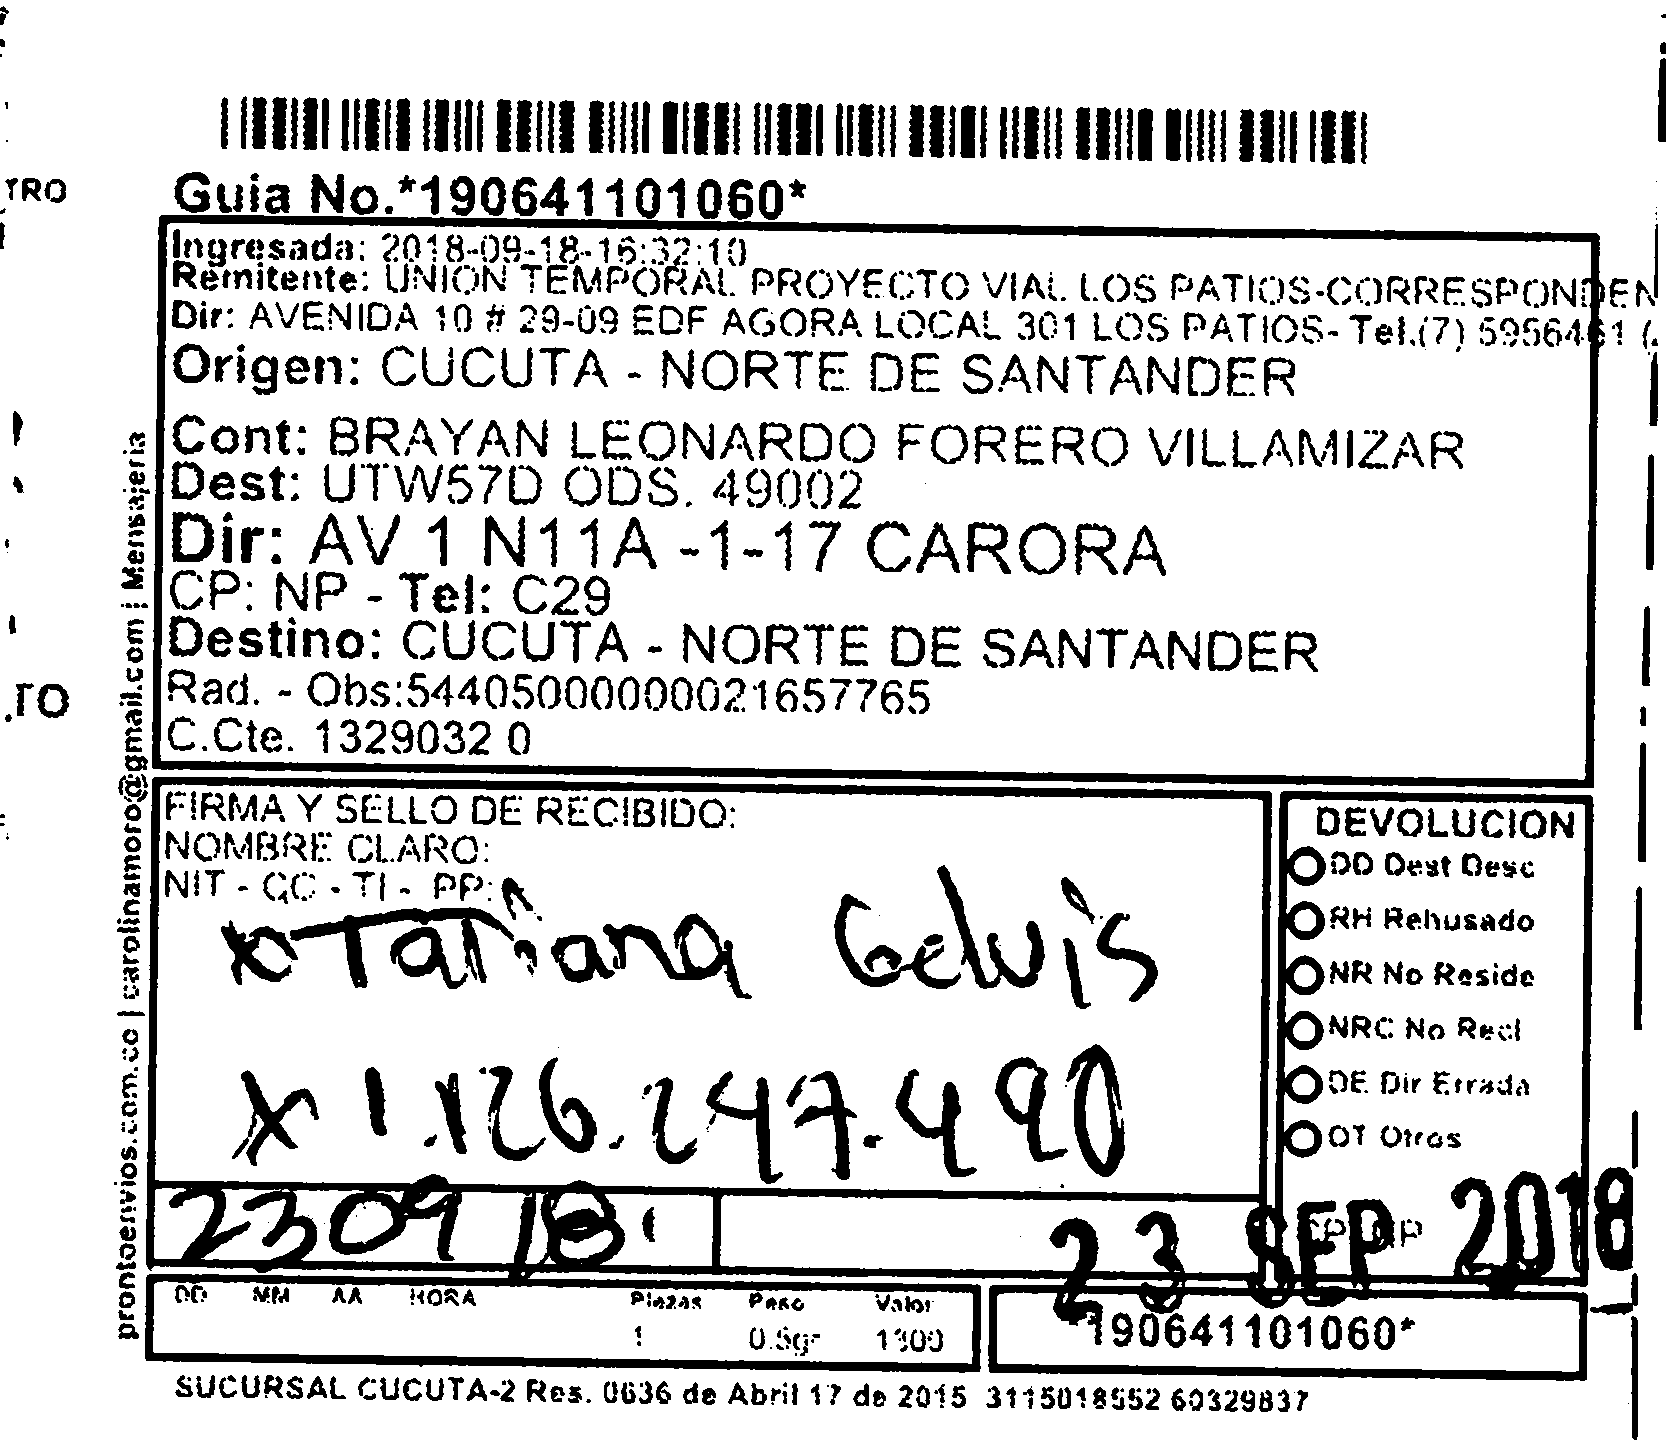 TRO
Guia No.*190641101060*
Ingresada: 2018-09-18-16:32:10
Remitente: UNION TEMPORAL PROYECTO VIAL LOS PATIOS-CORRESPONDEN
Dir: AVENIDA 10 # 29-09 EDF AGORA LOCAL 301 LOS PATIOS- Tel.(7) 5956461 (
Origen: CUCUTA - NORTE DE SANTANDER
Cont: BRAYAN LEONARDO FORERO VILLAMIZAR
Dest: UTW57D ODS. 49002
Dir: AV 1 N11A -1-17 CARORA
CP: NP - Tel: C29
Destino: CUCUTA - NORTE DE SANTANDER
Rad. - Obs:544050000000021657765
C.Cte. 1329032 0
TO
prontoenvios.com.co | carolinamoro@gmail.com | Mensajeria
FIRMA Y SELLO DE RECIBIDO:
NOMBRE CLARO:
NIT - CC - TI - PP:
x Tatiana Gelvis
x 1.126.247.490
DEVOLUCION
DD Dest Desc
RH Rehusado
NR No Reside
NRC No Recl
DE Dir Errada
OT Otros
230918
CP: NP
23 SEP 2018
DD MM AA HORA Piezas Peso Valor
1 0.5gr 1300
*190641101060*
SUCURSAL CUCUTA-2 Res. 0636 de Abril 17 de 2015 3115018552 60329837